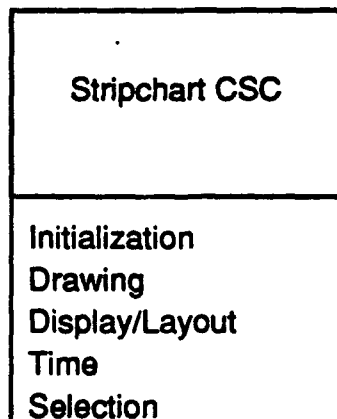 Stripchart CSC
Initialization
Drawing
Display/Layout
Time
Selection